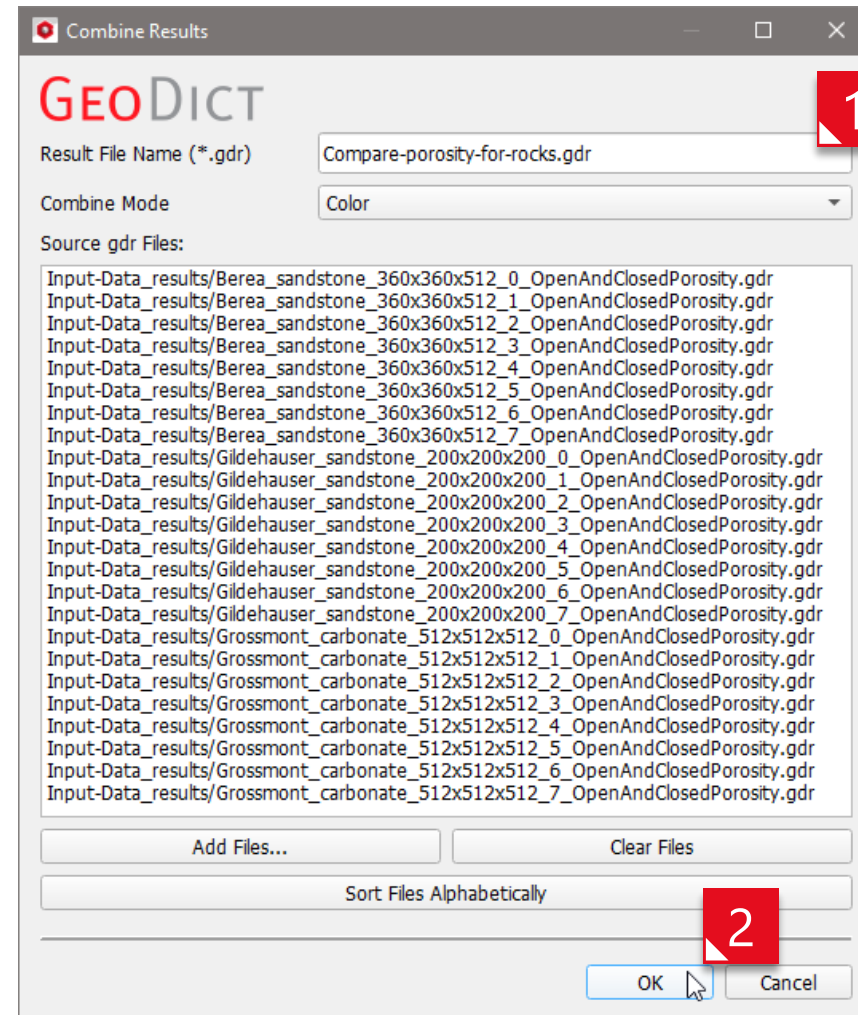 Combine Results
GEODICT
1
Result File Name (*.gdr) Compare-porosity-for-rocks.gdr
Combine Mode Color
Source gdr Files:
Input-Data_results/Berea_sandstone_360x360x512_0_OpenAndClosedPorosity.gdr
Input-Data_results/Berea_sandstone_360x360x512_1_OpenAndClosedPorosity.gdr
Input-Data_results/Berea_sandstone_360x360x512_2_OpenAndClosedPorosity.gdr
Input-Data_results/Berea_sandstone_360x360x512_3_OpenAndClosedPorosity.gdr
Input-Data_results/Berea_sandstone_360x360x512_4_OpenAndClosedPorosity.gdr
Input-Data_results/Berea_sandstone_360x360x512_5_OpenAndClosedPorosity.gdr
Input-Data_results/Berea_sandstone_360x360x512_6_OpenAndClosedPorosity.gdr
Input-Data_results/Berea_sandstone_360x360x512_7_OpenAndClosedPorosity.gdr
Input-Data_results/Gildehauser_sandstone_200x200x200_0_OpenAndClosedPorosity.gdr
Input-Data_results/Gildehauser_sandstone_200x200x200_1_OpenAndClosedPorosity.gdr
Input-Data_results/Gildehauser_sandstone_200x200x200_2_OpenAndClosedPorosity.gdr
Input-Data_results/Gildehauser_sandstone_200x200x200_3_OpenAndClosedPorosity.gdr
Input-Data_results/Gildehauser_sandstone_200x200x200_4_OpenAndClosedPorosity.gdr
Input-Data_results/Gildehauser_sandstone_200x200x200_5_OpenAndClosedPorosity.gdr
Input-Data_results/Gildehauser_sandstone_200x200x200_6_OpenAndClosedPorosity.gdr
Input-Data_results/Gildehauser_sandstone_200x200x200_7_OpenAndClosedPorosity.gdr
Input-Data_results/Grossmont_carbonate_512x512x512_0_OpenAndClosedPorosity.gdr
Input-Data_results/Grossmont_carbonate_512x512x512_1_OpenAndClosedPorosity.gdr
Input-Data_results/Grossmont_carbonate_512x512x512_2_OpenAndClosedPorosity.gdr
Input-Data_results/Grossmont_carbonate_512x512x512_3_OpenAndClosedPorosity.gdr
Input-Data_results/Grossmont_carbonate_512x512x512_4_OpenAndClosedPorosity.gdr
Input-Data_results/Grossmont_carbonate_512x512x512_5_OpenAndClosedPorosity.gdr
Input-Data_results/Grossmont_carbonate_512x512x512_6_OpenAndClosedPorosity.gdr
Input-Data_results/Grossmont_carbonate_512x512x512_7_OpenAndClosedPorosity.gdr
Add Files... Clear Files
Sort Files Alphabetically
2
OK Cancel